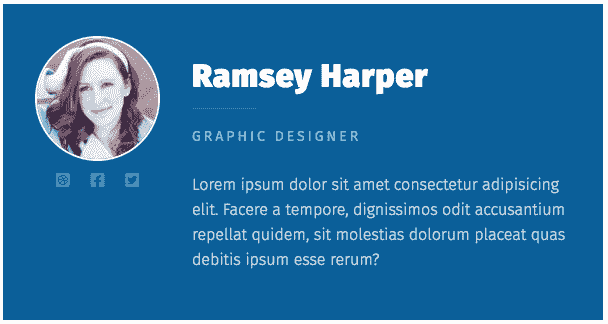 Ramsey Harper
GRAPHIC DESIGNER
Lorem ipsum dolor sit amet consectetur adipisicing
elit. Facere a tempore, dignissimos odit accusantium
repellat quidem, sit molestias dolorum placeat quas
debitis ipsum esse rerum?